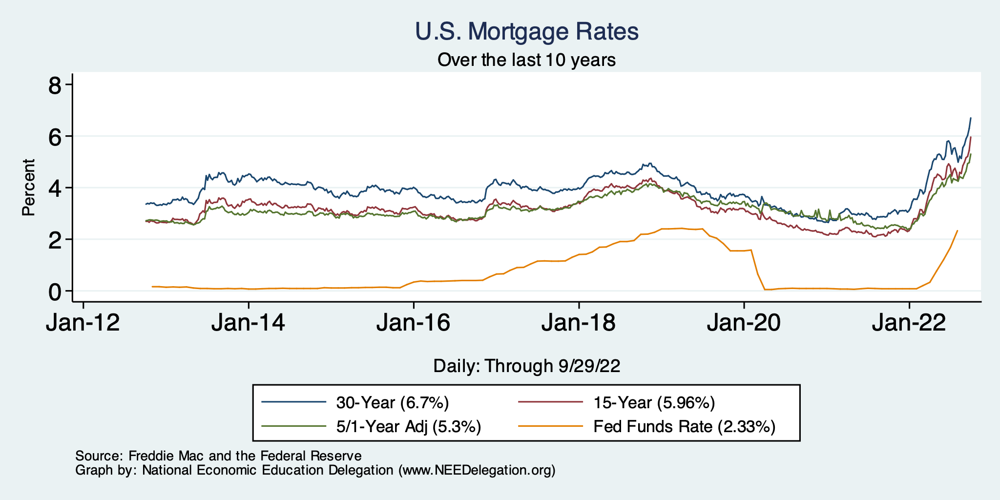 U.S. Mortgage Rates
Over the last 10 years
Percent
8
6
4
2
0
Jan-12 Jan-14 Jan-16 Jan-18 Jan-20 Jan-22
Daily: Through 9/29/22
30-Year (6.7%) 15-Year (5.96%)
5/1-Year Adj (5.3%) Fed Funds Rate (2.33%)
Source: Freddie Mac and the Federal Reserve
Graph by: National Economic Education Delegation (www.NEEDelegation.org)